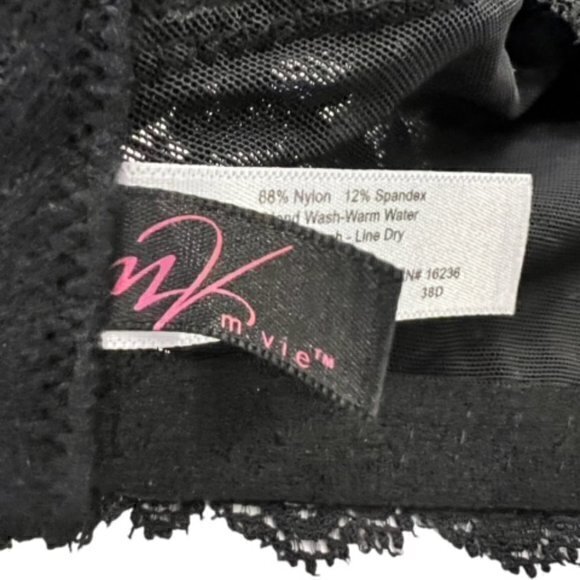 88% Nylon 12% Spandex
Wash-Warm Water
- Line Dry
16236
38D
m.vie™